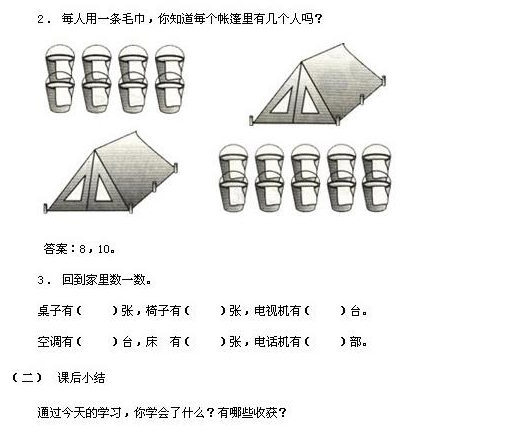 2. 每人用一条毛巾,你知道每个帐篷里有几个人吗?
答案:8,10。
3. 回到家里数一数。
桌子有(    )张,椅子有(    )张,电视机有(    )台。
空调有(    )台,床  有(    )张,电话机有(    )部。
(二) 课后小结
通过今天的学习,你学会了什么?有哪些收获?